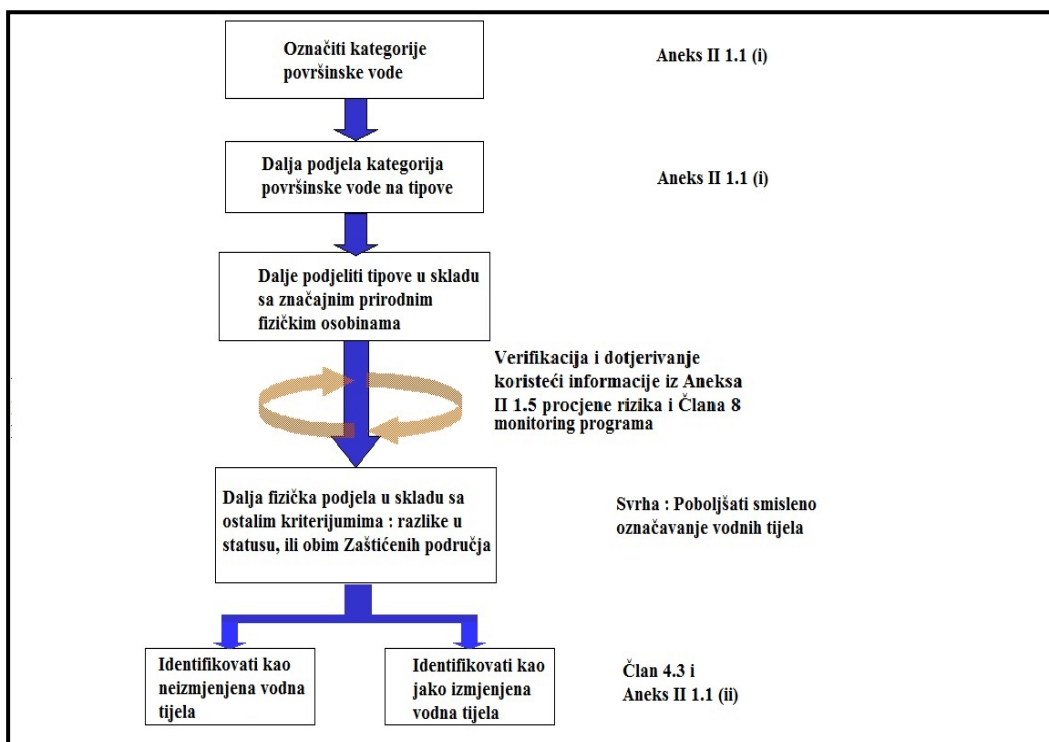 Označiti kategorije
površinske vode
Aneks II 1.1 (i)
Dalja podjela kategorija
površinske vode na tipove
Aneks II 1.1 (i)
Dalje podjeliti tipove u skladu
sa značajnim prirodnim
fizičkim osobinama
Verifikacija i dotjerivanje
koristeći informacije iz Aneksa
II 1.5 procjene rizika i Člana 8
monitoring programa
Dalja fizička podjela u skladu sa
ostalim kriterijumima : razlike u
statusu, ili obim Zaštićenih područja
Svrha : Poboljšati smisleno
označavanje vodnih tijela
Identifikovati kao
neizmjenjena vodna
tijela
Identifikovati kao
jako izmjenjena
vodna tijela
Član 4.3 i
Aneks II 1.1 (ii)